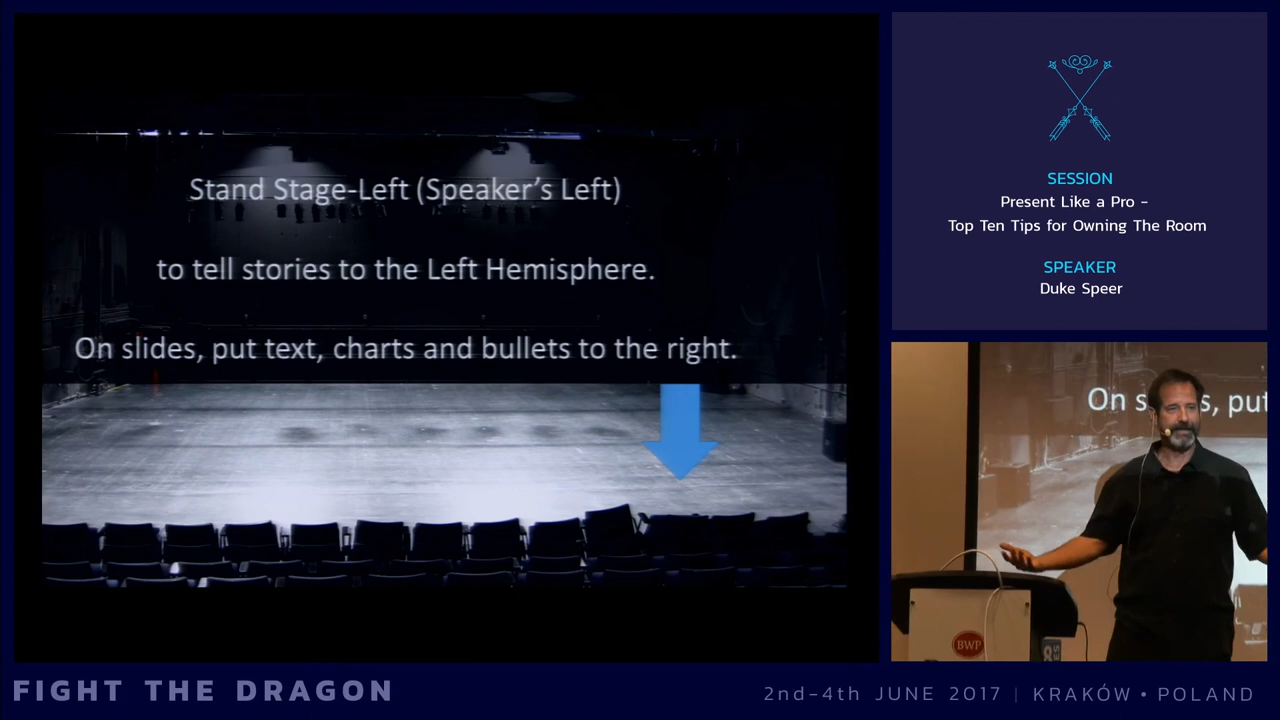 Stand Stage-Left (Speaker's Left)
to tell stories to the Left Hemisphere.
On slides, put text, charts and bullets to the right.
SESSION
Present Like a Pro -
Top Ten Tips for Owning The Room
SPEAKER
Duke Speer
On s s, put
BWP
FIGHT THE DRAGON
2nd-4th JUNE 2017 | KRAKÓW • POLAND